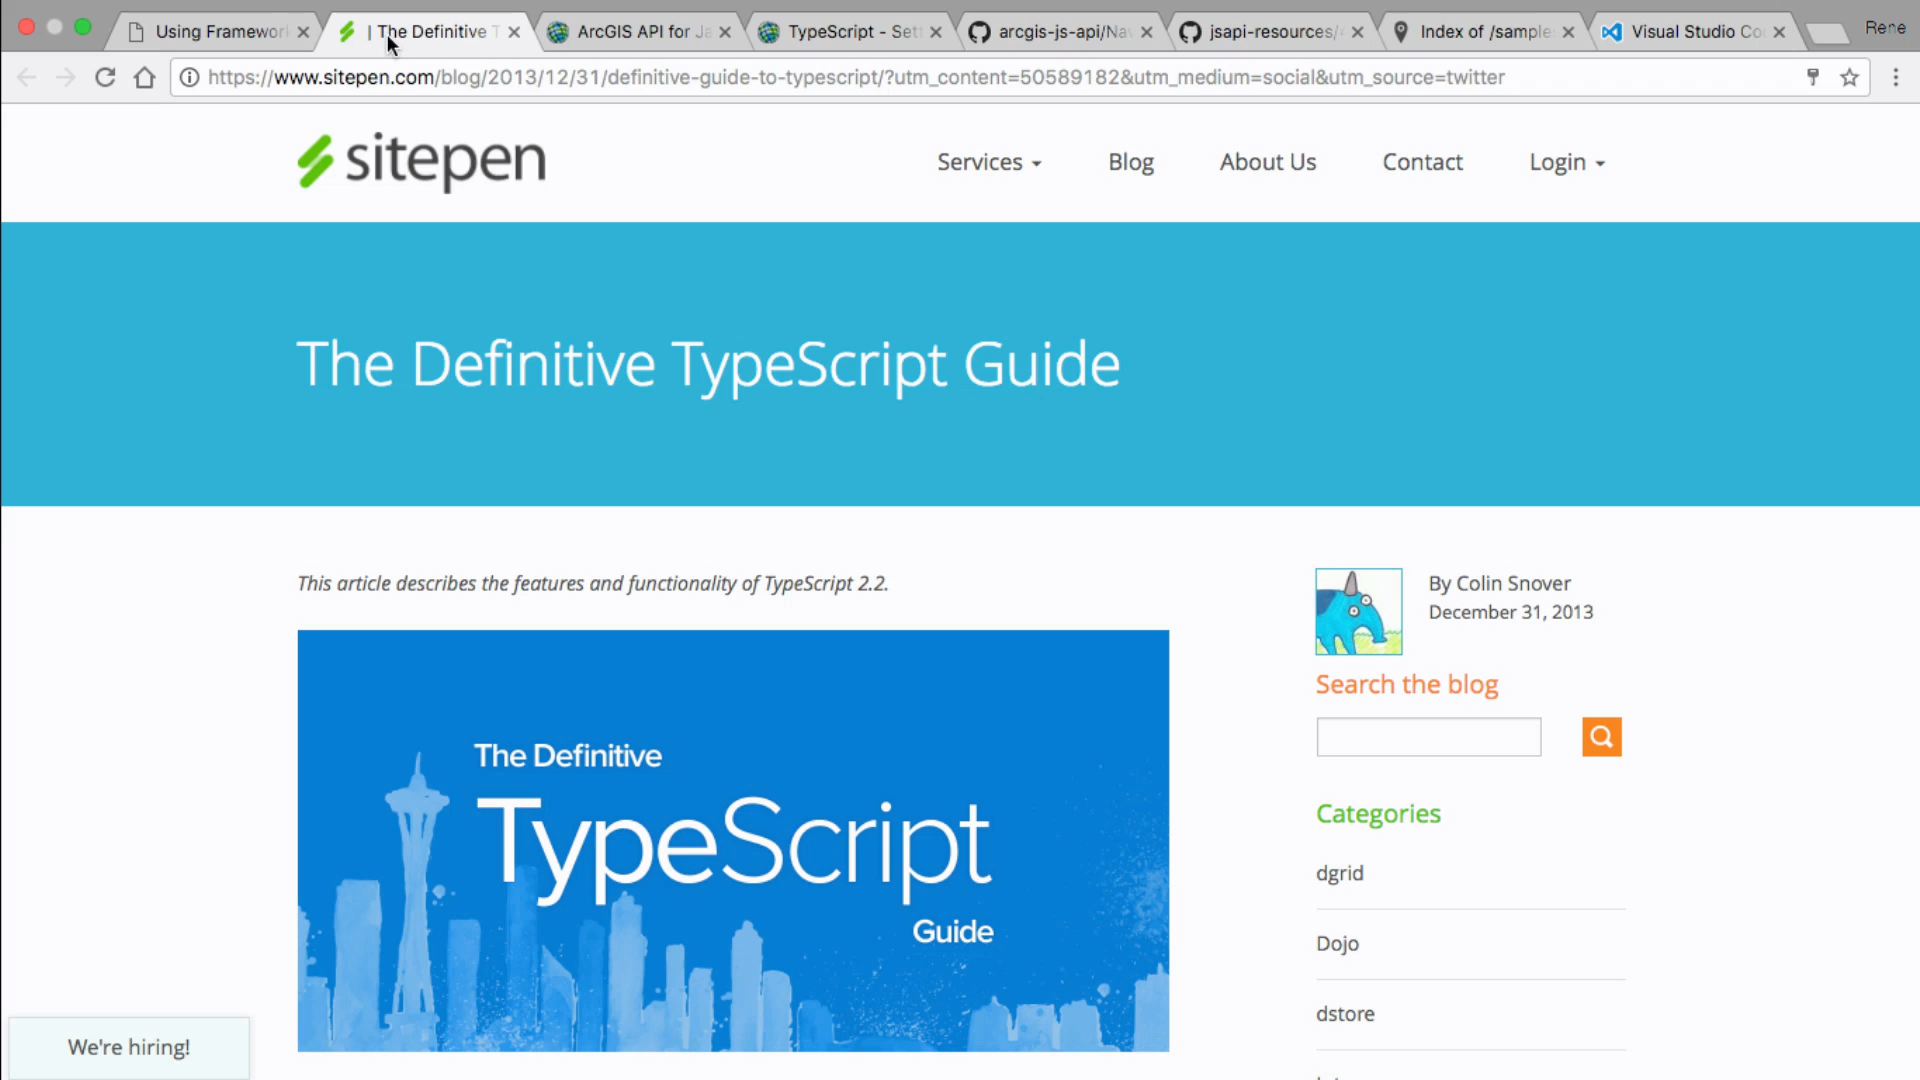 Using Framewor
| The Definitive T
ArcGIS API for Ja
TypeScript - Sett
arcgis-js-api/Na
jsapi-resources/
Index of /sample
Visual Studio Co
Rene
https://www.sitepen.com/blog/2013/12/31/definitive-guide-to-typescript/?utm_content=50589182&utm_medium=social&utm_source=twitter
sitepen
Services
Blog
About Us
Contact
Login
The Definitive TypeScript Guide
This article describes the features and functionality of TypeScript 2.2.
By Colin Snover
December 31, 2013
Search the blog
The Definitive
TypeScript
Guide
Categories
dgrid
Dojo
dstore
We're hiring!